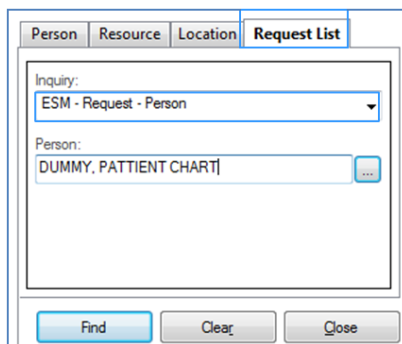 Person Resource Location Request List
Inquiry:
ESM - Request - Person
Person:
DUMMY, PATTIENT CHART
...
Find Clear Close